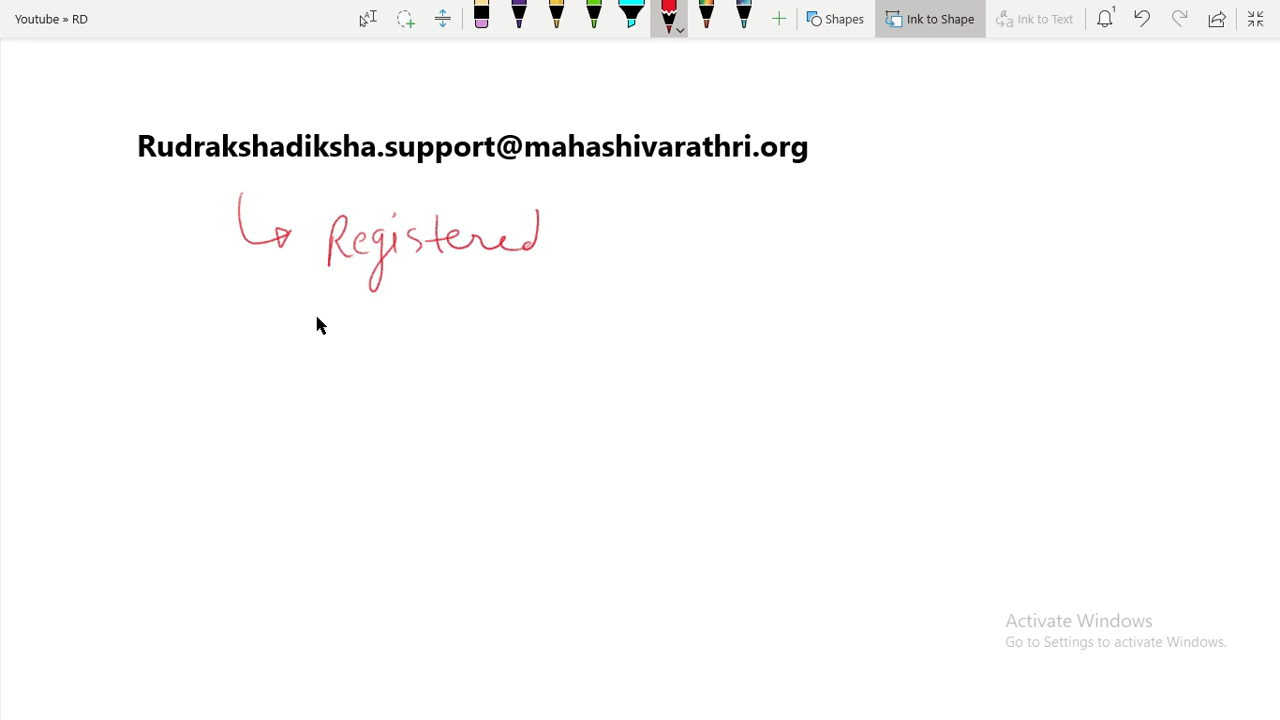 Youtube » RD
Shapes
Ink to Shape
Ink to Text
1
Rudrakshadiksha.support@mahashivarathri.org
Registered
Activate Windows
Go to Settings to activate Windows.